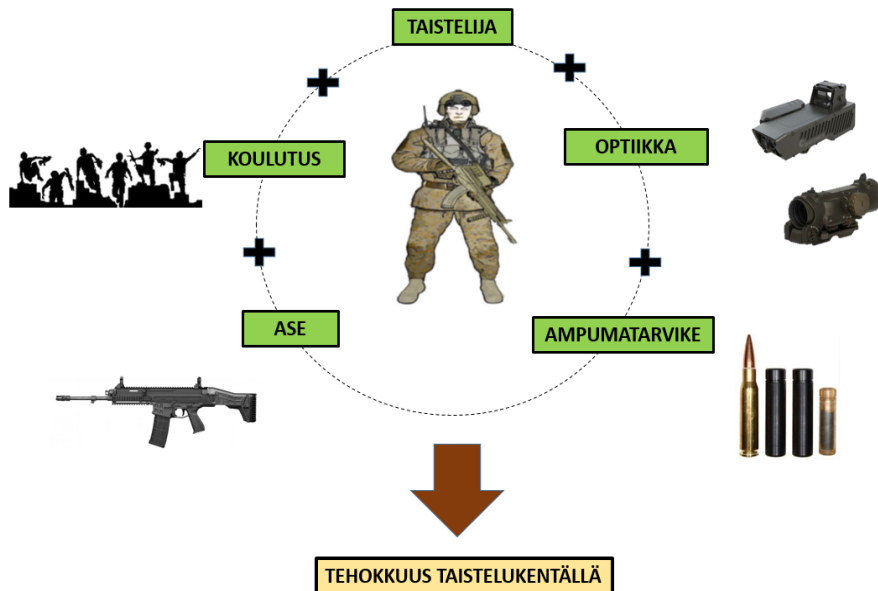 TAISTELIJA
KOULUTUS
OPTIIKKA
ASE
AMPUMATARVIKE
TEHOKKUUS TAISTELUKENTÄLLÄ